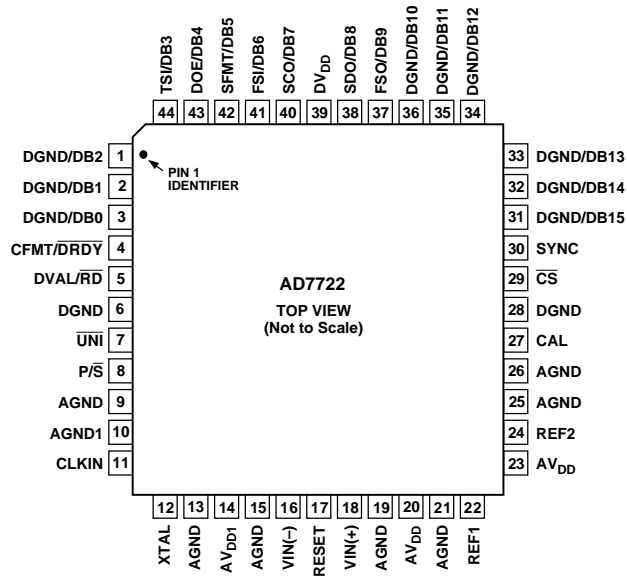 TSI/DB3
DOE/DB4
SFMT/DB5
FSI/DB6
SCO/DB7
DVDD
SDO/DB8
FSO/DB9
DGND/DB10
DGND/DB11
DGND/DB12
44 43 42 41 40 39 38 37 36 35 34
DGND/DB2 1
DGND/DB1 2
DGND/DB0 3
CFMT/DRDY 4
DVAL/RD 5
DGND 6
UNI 7
P/S 8
AGND 9
AGND1 10
CLKIN 11
PIN 1
IDENTIFIER
AD7722
TOP VIEW
(Not to Scale)
33 DGND/DB13
32 DGND/DB14
31 DGND/DB15
30 SYNC
29 CS
28 DGND
27 CAL
26 AGND
25 AGND
24 REF2
23 AVDD
12 13 14 15 16 17 18 19 20 21 22
XTAL
AGND
AVDD1
AGND
VIN(–)
RESET
VIN(+)
AGND
AVDD
AGND
REF1